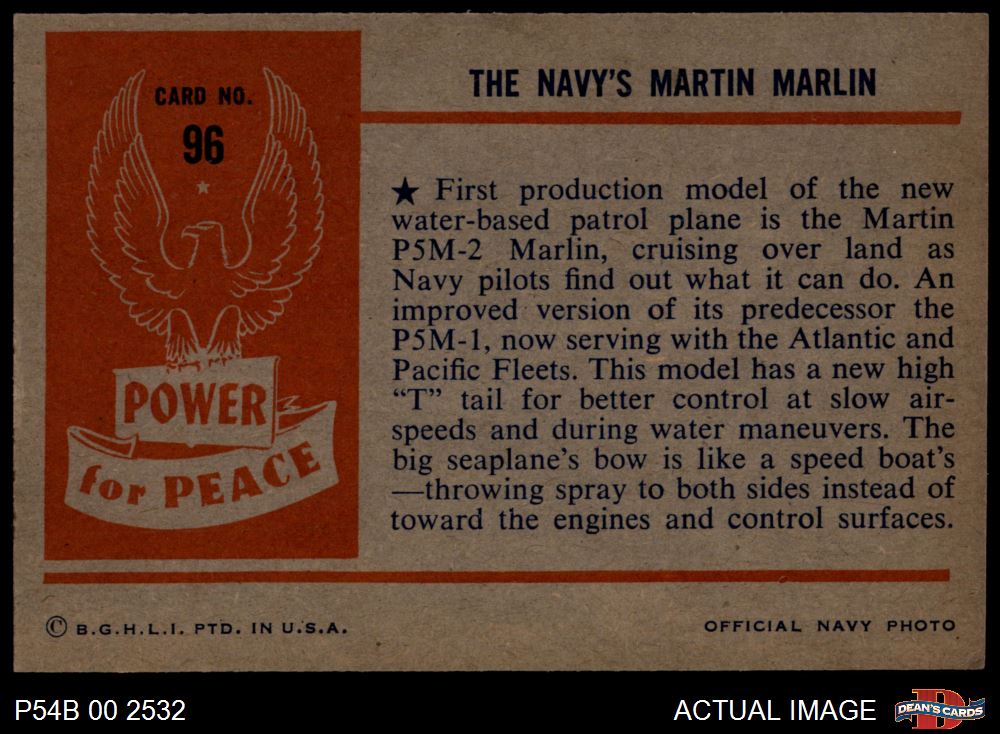 CARD NO.
96
POWER
for PEACE
THE NAVY'S MARTIN MARLIN
★ First production model of the new
water-based patrol plane is the Martin
P5M-2 Marlin, cruising over land as
Navy pilots find out what it can do. An
improved version of its predecessor the
P5M-1, now serving with the Atlantic and
Pacific Fleets. This model has a new high
“T” tail for better control at slow air-
speeds and during water maneuvers. The
big seaplane's bow is like a speed boat's
—throwing spray to both sides instead of
toward the engines and control surfaces.
© B.G.H.L.I. PTD. IN U.S.A.
OFFICIAL NAVY PHOTO
P54B 00 2532
ACTUAL IMAGE
DEAN'S CARDS